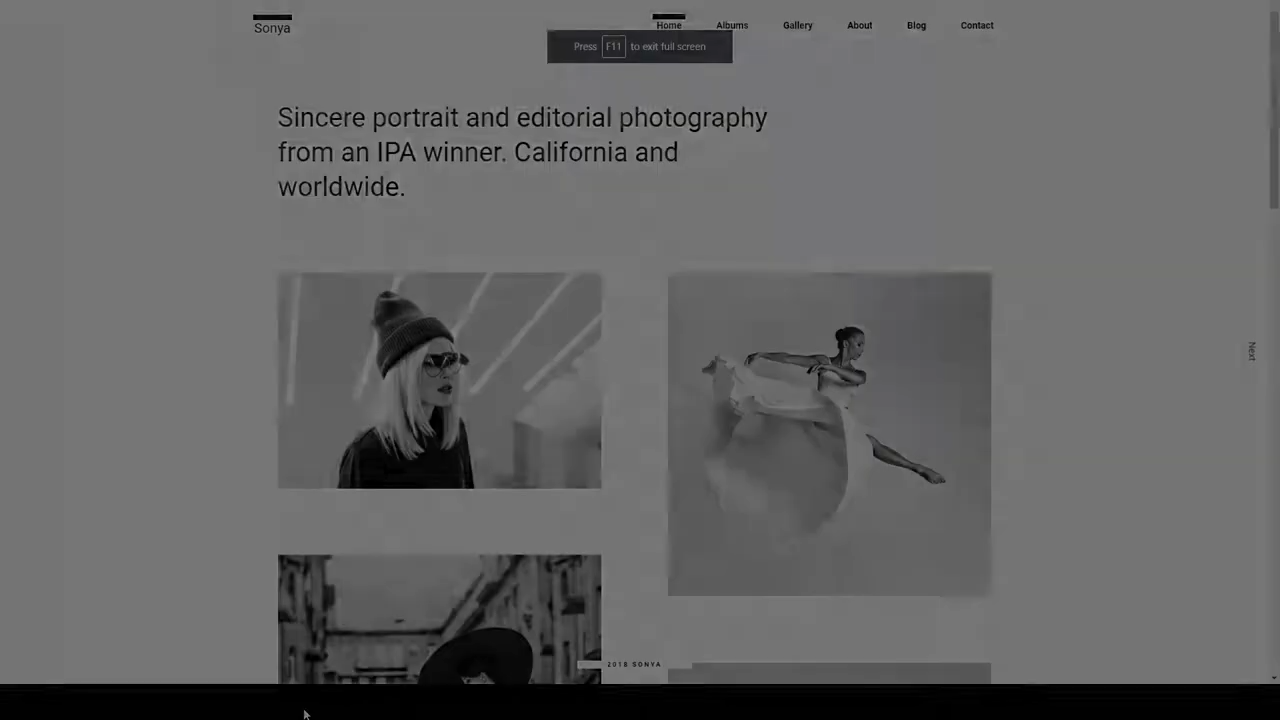 Sonya
Home Albums Gallery About Blog Contact
Press F11 to exit full screen
Sincere portrait and editorial photography
from an IPA winner. California and
worldwide.
Next
2018 SONYA